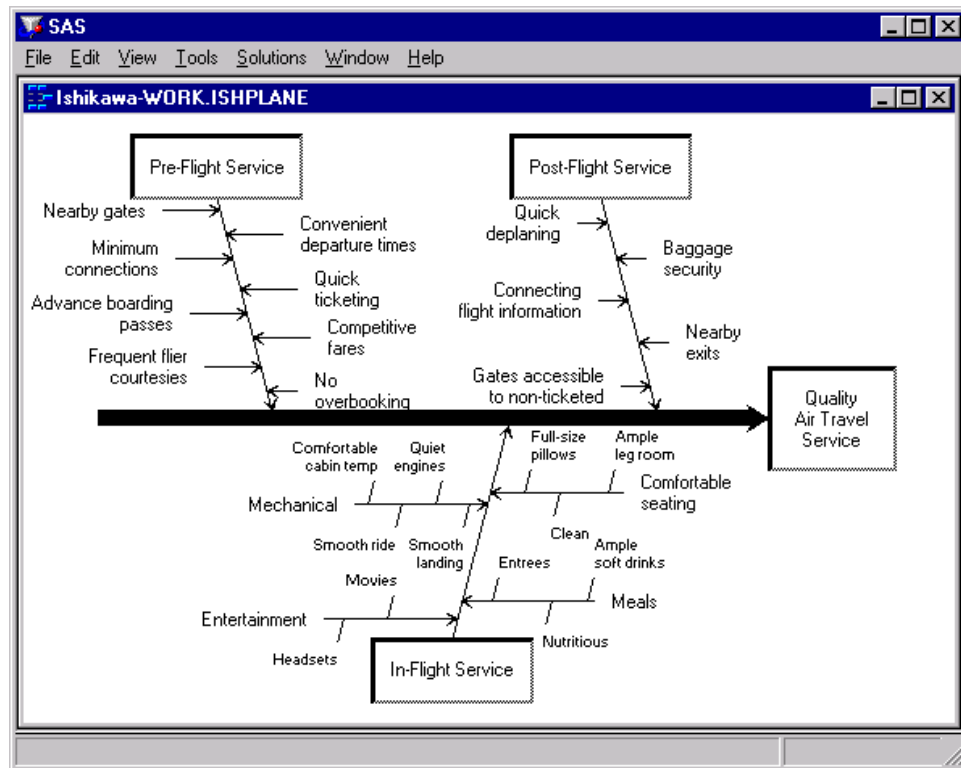 SAS
File Edit View Tools Solutions Window Help
Ishikawa-WORK.ISHPLANE
Pre-Flight Service
Post-Flight Service
Nearby gates
Convenient
departure times
Minimum
connections
Quick
ticketing
Advance boarding
passes
Competitive
fares
Frequent flier
courtesies
No
overbooking
Quick
deplaning
Baggage
security
Connecting
flight information
Nearby
exits
Gates accessible
to non-ticketed
Quality
Air Travel
Service
Comfortable
cabin temp
Quiet
engines
Mechanical
Smooth ride
Smooth
landing
Full-size
pillows
Ample
leg room
Comfortable
seating
Clean
Movies
Entertainment
Headsets
Entrees
Ample
soft drinks
Meals
Nutritious
In-Flight Service